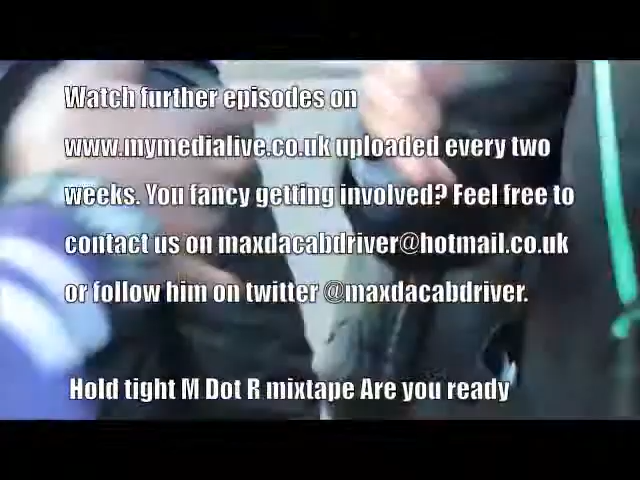 Watch further episodes on
www.mymedialive.co.uk uploaded every two
weeks. You fancy getting involved? Feel free to
contact us on maxdacabdriver@hotmail.co.uk
or follow him on twitter @maxdacabdriver.
Hold tight M Dot R mixtape Are you ready